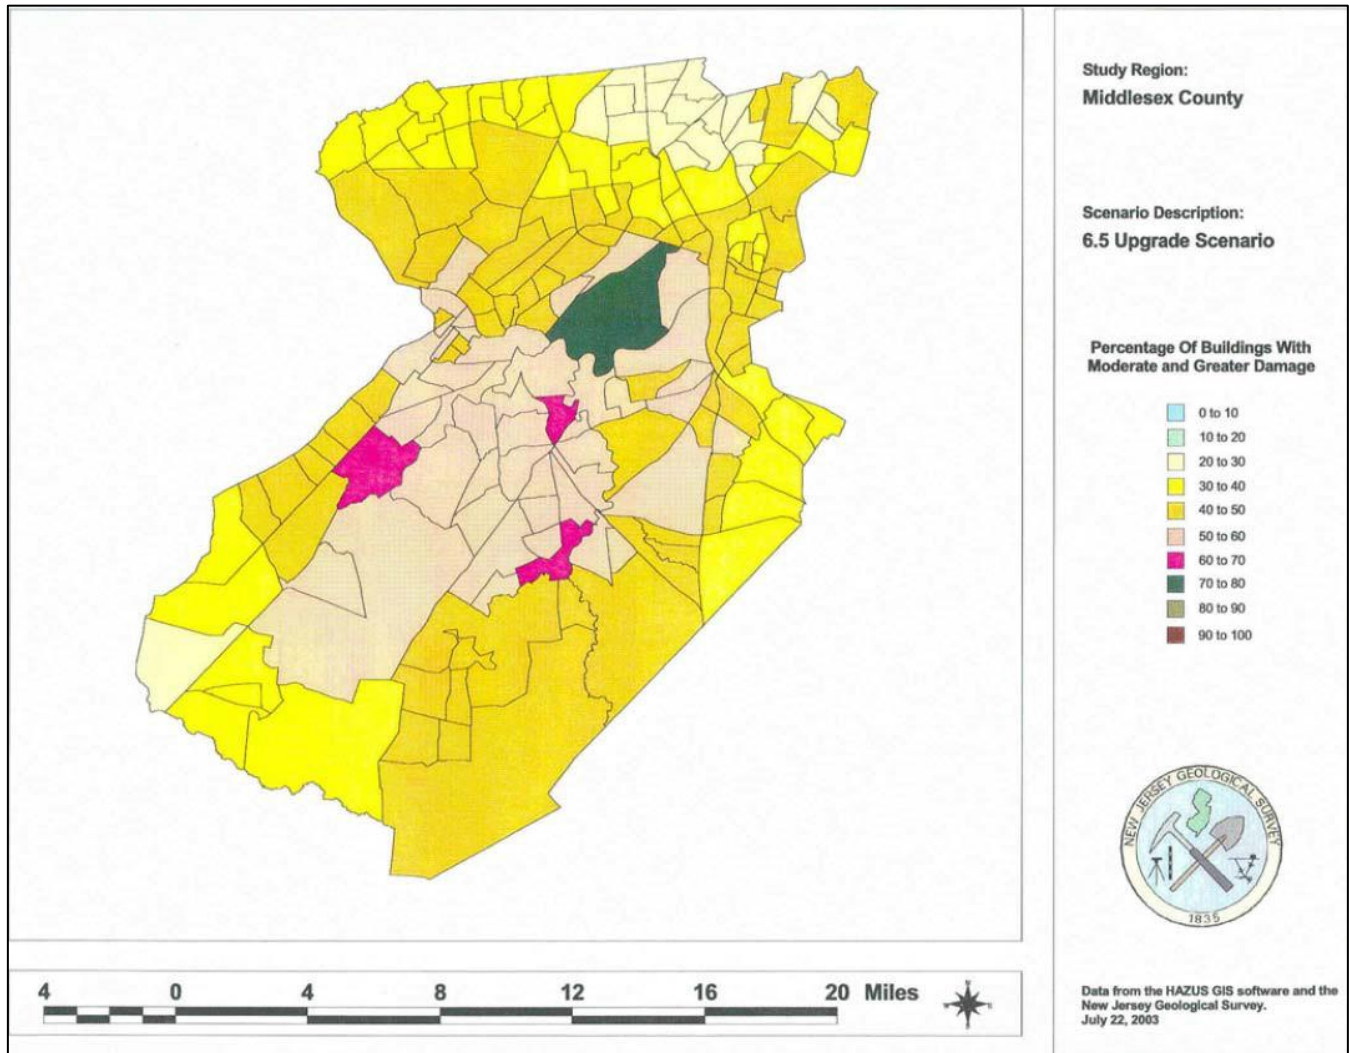 Study Region:
Middlesex County
Scenario Description:
6.5 Upgrade Scenario
Percentage Of Buildings With
Moderate and Greater Damage
0 to 10
10 to 20
20 to 30
30 to 40
40 to 50
50 to 60
60 to 70
70 to 80
80 to 90
90 to 100
NEW JERSEY GEOLOGICAL SURVEY
1835
4 0 4 8 12 16 20 Miles
Data from the HAZUS GIS software and the
New Jersey Geological Survey.
July 22, 2003